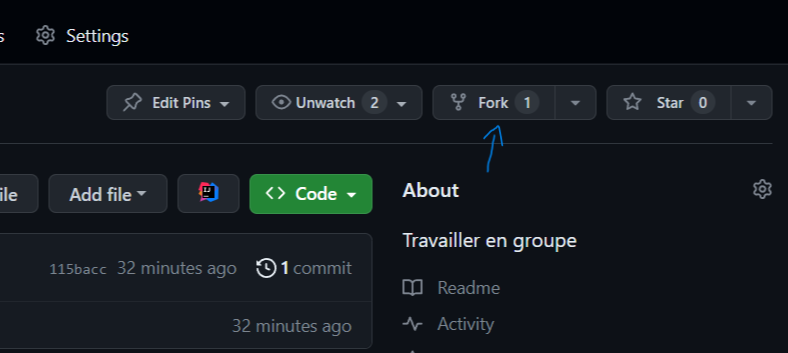 s Settings
Edit Pins Unwatch 2 Fork 1 Star 0
ile Add file Code
About
Travailler en groupe
115bacc 32 minutes ago 1 commit
Readme
32 minutes ago
Activity